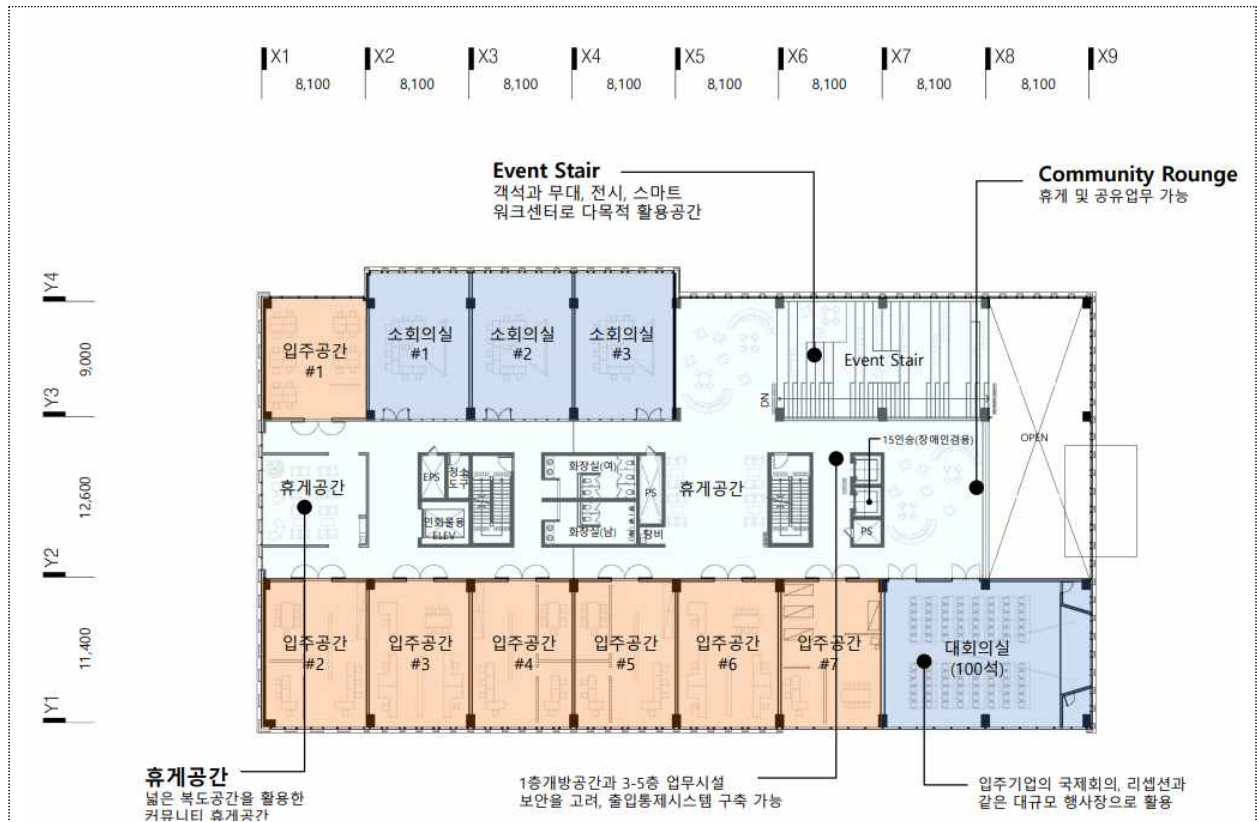 X1 X2 X3 X4 X5 X6 X7 X8 X9
8,100 8,100 8,100 8,100 8,100 8,100 8,100 8,100
Event Stair
객석과 무대, 전시, 스마트
워크센터로 다목적 활용공간
Community Rounge
휴게 및 공유업무 가능
Y4
9,000
Y3
12,600
Y2
11,400
Y1
입주공간
#1
소회의실
#1
소회의실
#2
소회의실
#3
Event Stair
DN
OPEN
15인승(장애인겸용)
휴게공간
EPS
청소
도구
인화물용
ELEV
화장실(여)
화장실(남)
PS
창비
휴게공간
PS
입주공간
#2
입주공간
#3
입주공간
#4
입주공간
#5
입주공간
#6
입주공간
#7
대회의실
(100석)
휴게공간
넓은 복도공간을 활용한
커뮤니티 휴게공간
1층개방공간과 3-5층 업무시설
보안을 고려, 출입통제시스템 구축 가능
입주기업의 국제회의, 리셉션과
같은 대규모 행사장으로 활용